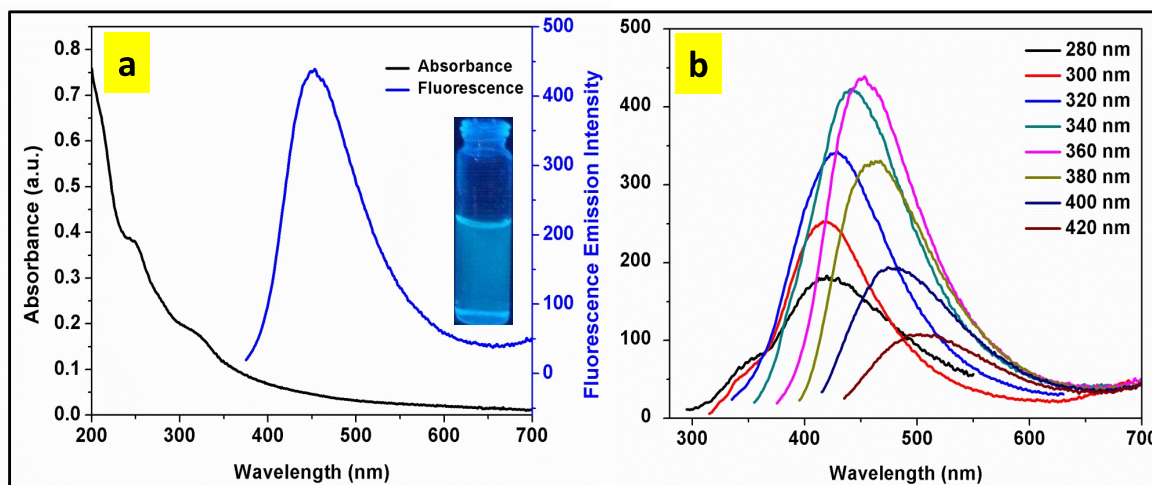 a
Absorbance
Fluorescence
Absorbance (a.u.)
0.8
0.7
0.6
0.5
0.4
0.3
0.2
0.1
0.0
200
300
400
500
600
700
Wavelength (nm)
500
400
300
200
100
0
Fluorescence Emission Intensity
b
500
400
300
200
100
0
300
400
500
600
700
Wavelength (nm)
280 nm
300 nm
320 nm
340 nm
360 nm
380 nm
400 nm
420 nm